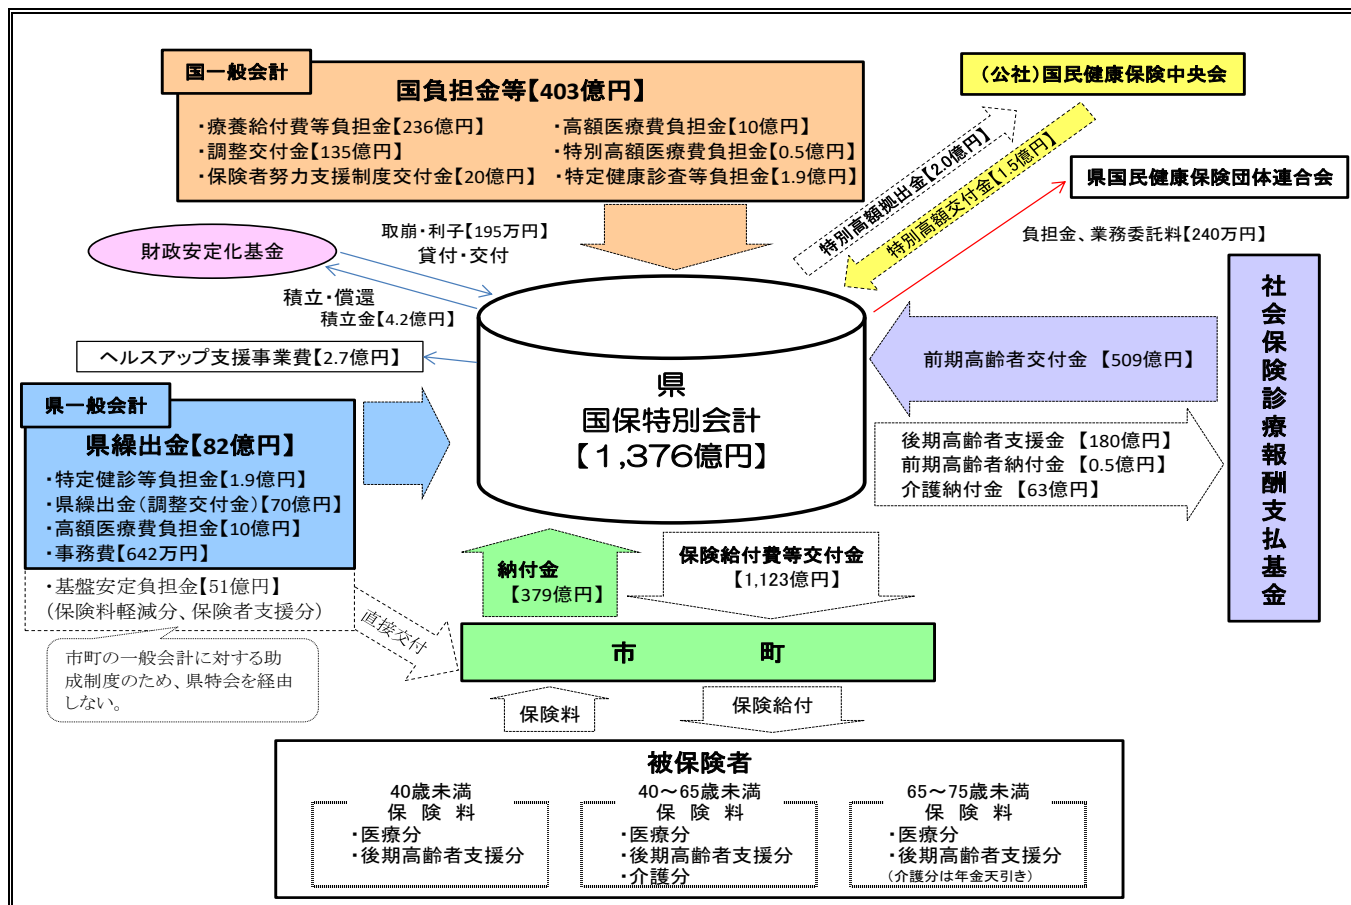 国一般会計
国負担金等【403億円】
・療養給付費等負担金【236億円】
・調整交付金【135億円】
・保険者努力支援制度交付金【20億円】
・高額医療費負担金【10億円】
・特別高額医療費負担金【0.5億円】
・特定健康診査等負担金【1.9億円】
(公社)国民健康保険中央会
特別高額拠出金【2.0億円】
特別高額交付金【1.5億円】
県国民健康保険団体連合会
負担金、業務委託料【240万円】
財政安定化基金
取崩・利子【195万円】
貸付・交付
積立・償還
積立金【4.2億円】
ヘルスアップ支援事業費【2.7億円】
県
国保特別会計
【1,376億円】
社会保険診療報酬支払基金
前期高齢者交付金 【509億円】
後期高齢者支援金 【180億円】
前期高齢者納付金 【0.5億円】
介護納付金 【63億円】
県一般会計
県繰出金【82億円】
・特定健診等負担金【1.9億円】
・県繰出金(調整交付金)【70億円】
・高額医療費負担金【10億円】
・事務費【642万円】
・基盤安定負担金【51億円】
(保険料軽減分、保険者支援分)
直接交付
市町の一般会計に対する助
成制度のため、県特会を経由
しない。
納付金
【379億円】
保険給付費等交付金
【1,123億円】
市 町
保険料
保険給付
被保険者
40歳未満
保 険 料
・医療分
・後期高齢者支援分
40～65歳未満
保 険 料
・医療分
・後期高齢者支援分
・介護分
65～75歳未満
保 険 料
・医療分
・後期高齢者支援分
(介護分は年金天引き)